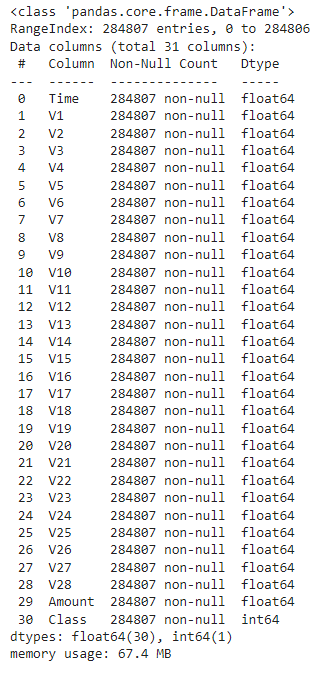 <class 'pandas.core.frame.DataFrame'>
RangeIndex: 284807 entries, 0 to 284806
Data columns (total 31 columns):
 #   Column  Non-Null Count   Dtype
---  ------  --------------   -----
 0   Time    284807 non-null  float64
 1   V1      284807 non-null  float64
 2   V2      284807 non-null  float64
 3   V3      284807 non-null  float64
 4   V4      284807 non-null  float64
 5   V5      284807 non-null  float64
 6   V6      284807 non-null  float64
 7   V7      284807 non-null  float64
 8   V8      284807 non-null  float64
 9   V9      284807 non-null  float64
 10  V10     284807 non-null  float64
 11  V11     284807 non-null  float64
 12  V12     284807 non-null  float64
 13  V13     284807 non-null  float64
 14  V14     284807 non-null  float64
 15  V15     284807 non-null  float64
 16  V16     284807 non-null  float64
 17  V17     284807 non-null  float64
 18  V18     284807 non-null  float64
 19  V19     284807 non-null  float64
 20  V20     284807 non-null  float64
 21  V21     284807 non-null  float64
 22  V22     284807 non-null  float64
 23  V23     284807 non-null  float64
 24  V24     284807 non-null  float64
 25  V25     284807 non-null  float64
 26  V26     284807 non-null  float64
 27  V27     284807 non-null  float64
 28  V28     284807 non-null  float64
 29  Amount  284807 non-null  float64
 30  Class   284807 non-null  int64
dtypes: float64(30), int64(1)
memory usage: 67.4 MB